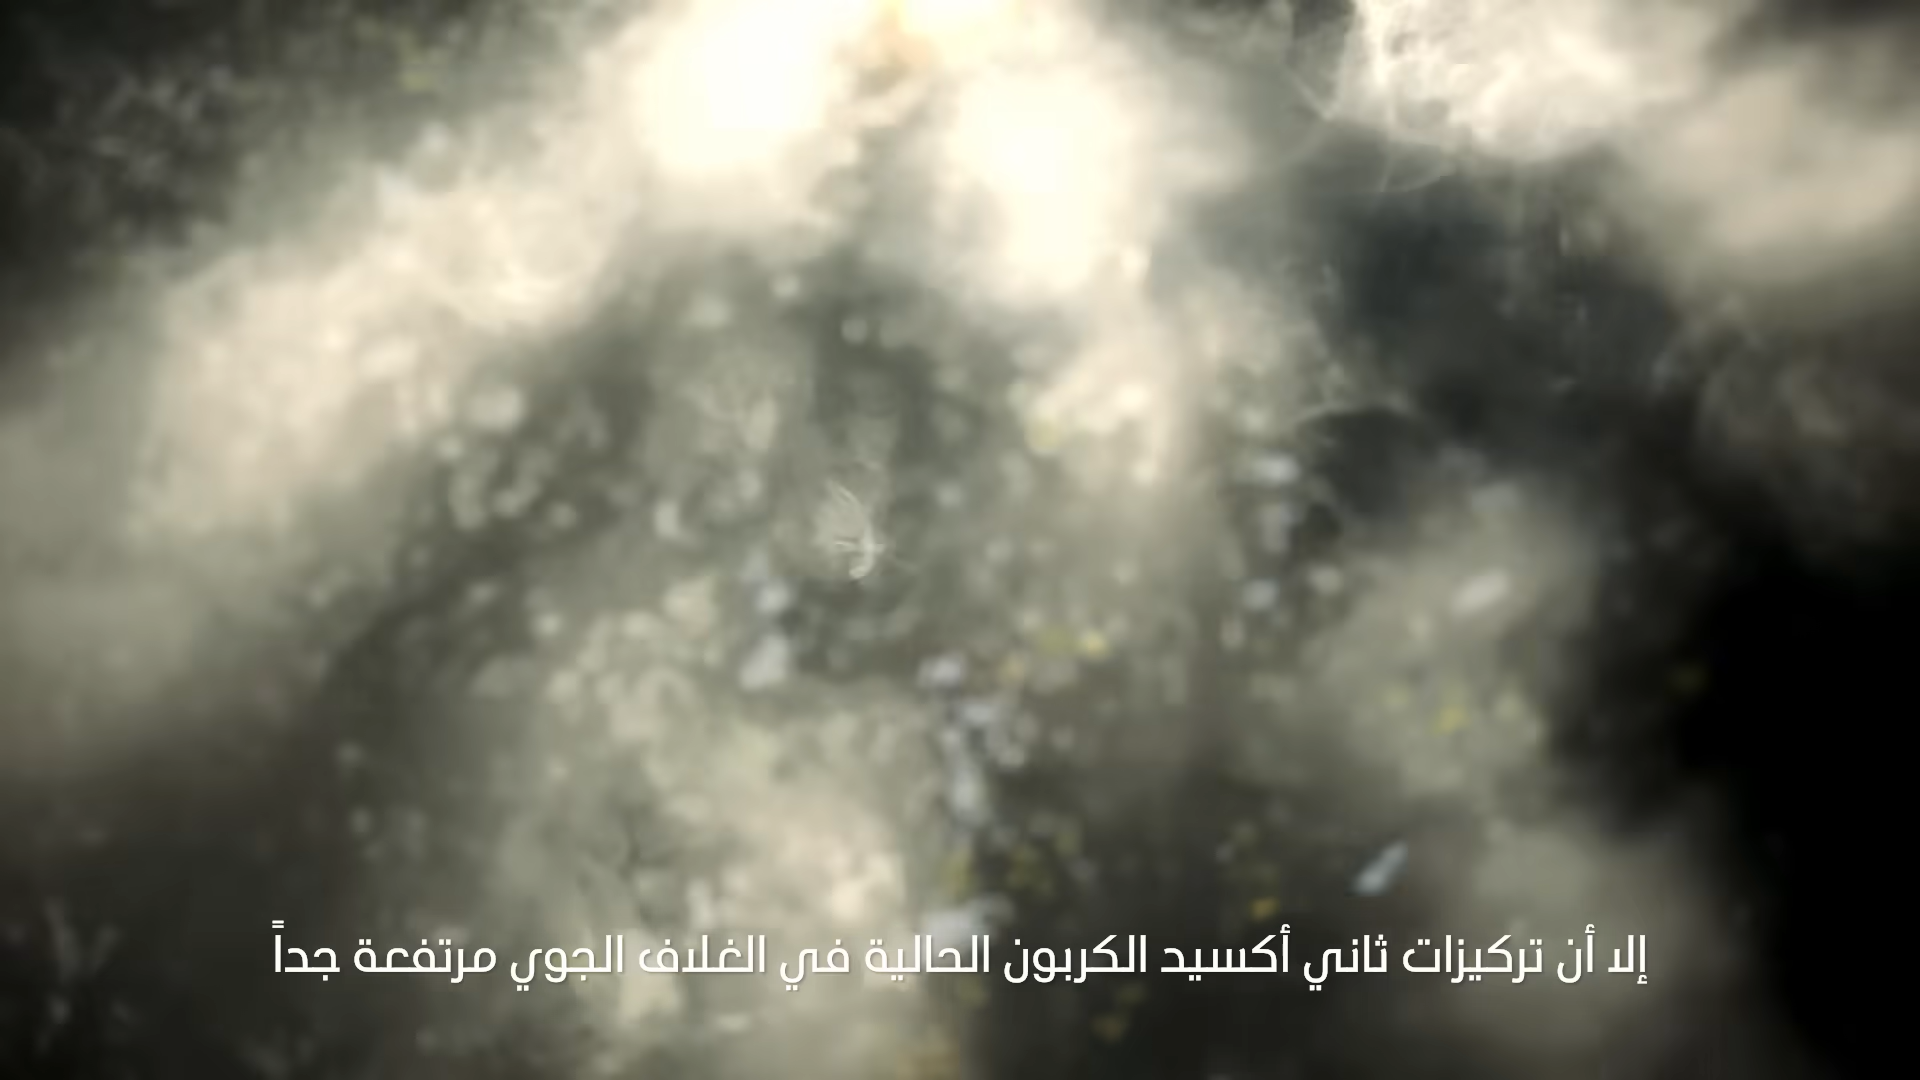 إلا أن تركيزات ثاني أكسيد الكربون الحالية في الغلاف الجوي مرتفعة جداً